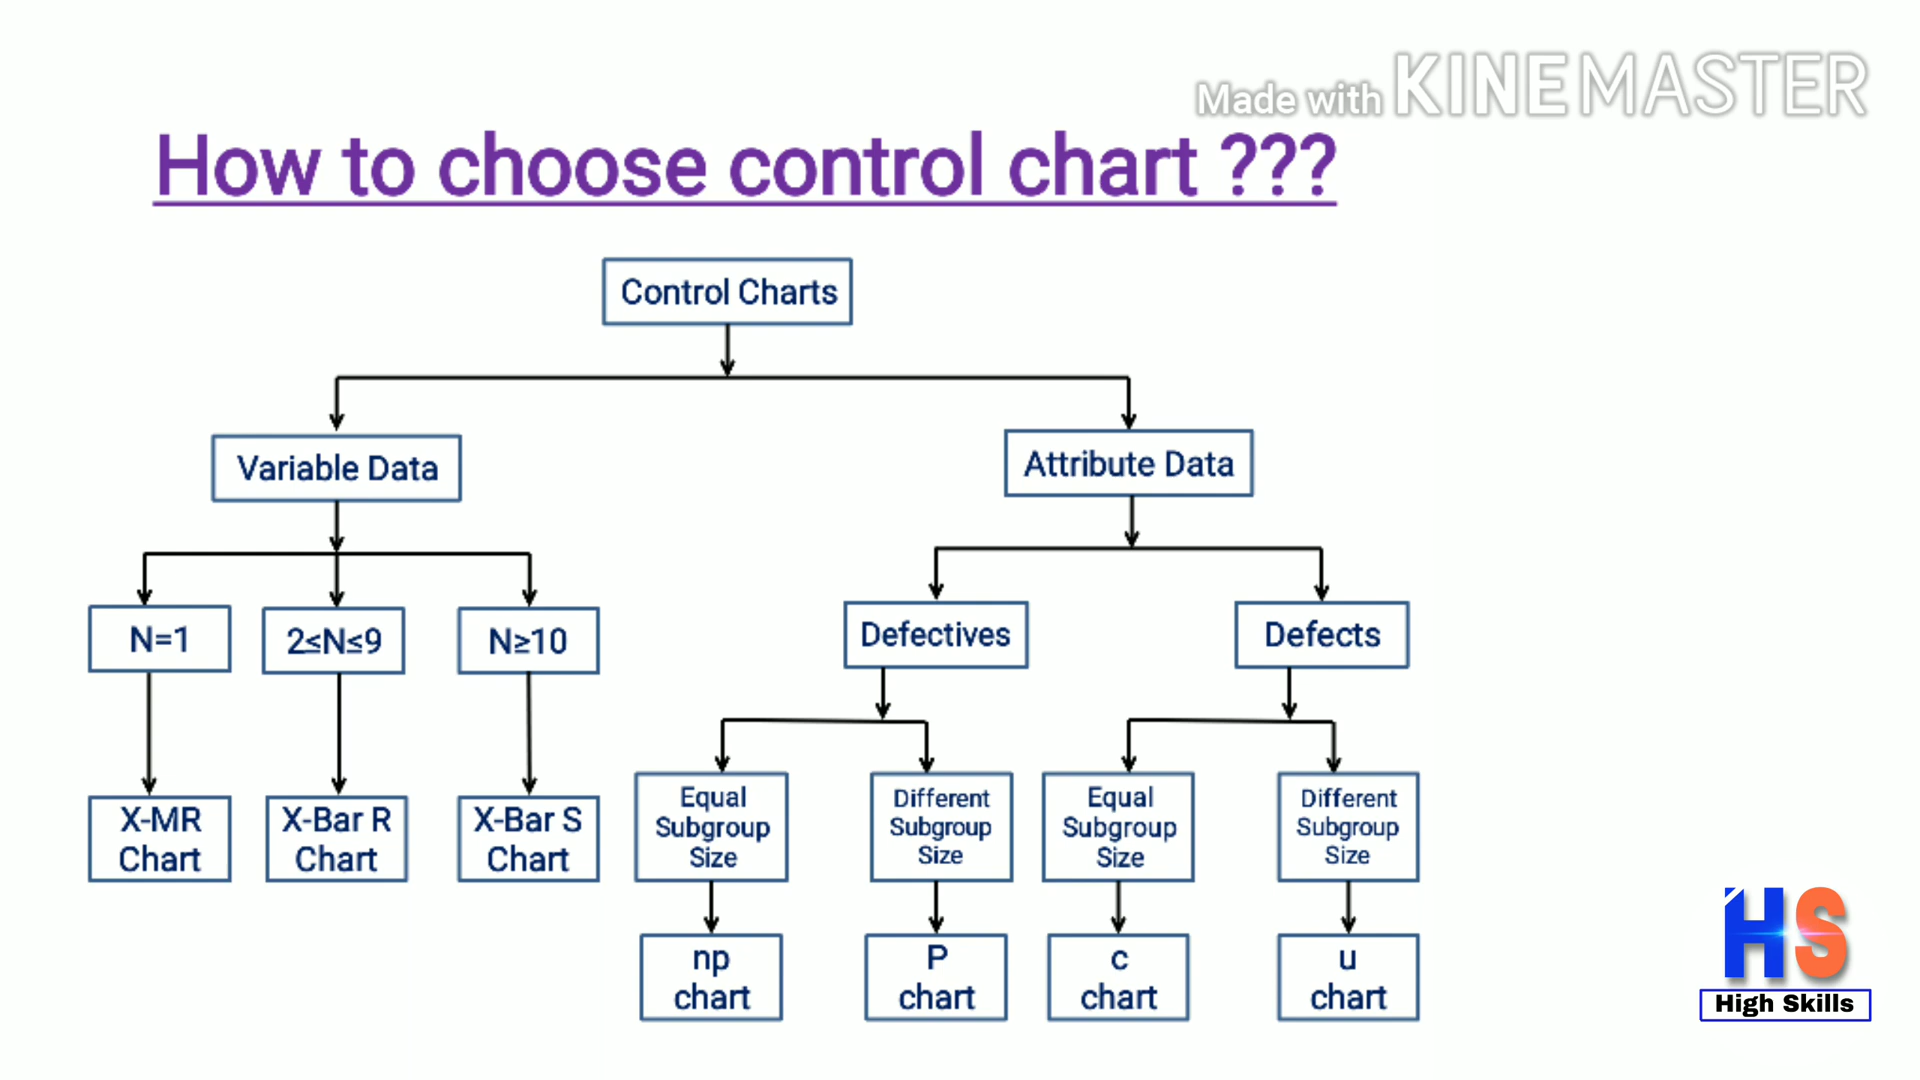 Made with KINEMASTER
How to choose control chart ???
Control Charts
Variable Data
Attribute Data
N=1
2≤N≤9
N≥10
Defectives
Defects
X-MR
Chart
X-Bar R
Chart
X-Bar S
Chart
Equal
Subgroup
Size
Different
Subgroup
Size
Equal
Subgroup
Size
Different
Subgroup
Size
np
chart
P
chart
c
chart
u
chart
HS
High Skills